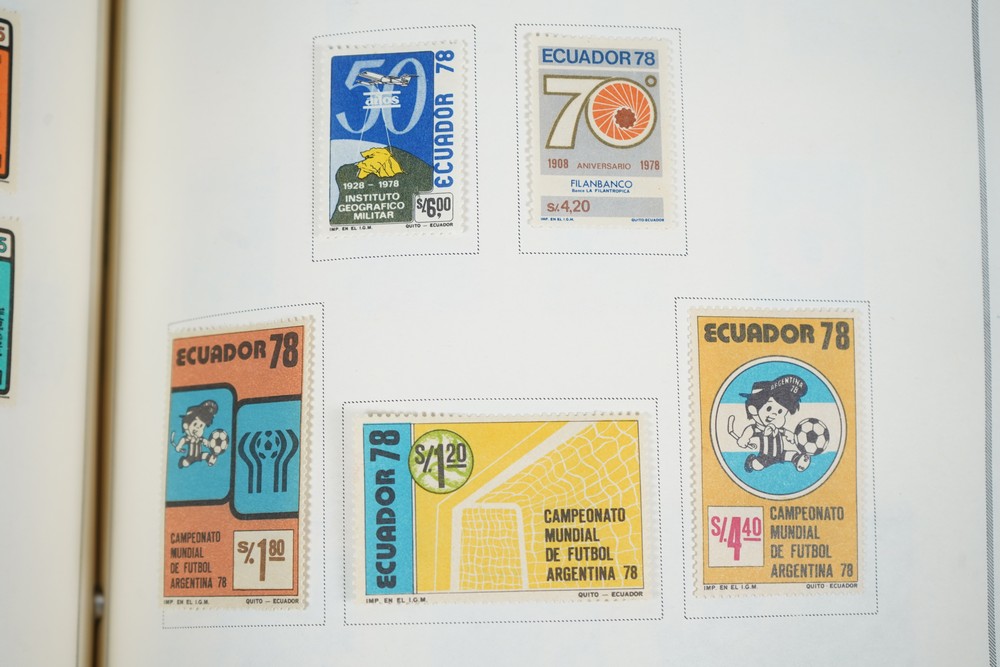 50
años
ECUADOR 78
1928 - 1978
INSTITUTO
GEOGRAFICO
MILITAR
S/.6,00
IMP. EN EL I.G.M. QUITO - ECUADOR
ECUADOR 78
70°
1908 ANIVERSARIO 1978
FILANBANCO
Banco LA FILANTROPICA
S/.4,20
IMP. EN EL I.G.M. QUITO-ECUADOR
ECUADOR 78
CAMPEONATO
MUNDIAL
DE FUTBOL
ARGENTINA 78
S/.1 80
IMP. EN EL I.G.M. QUITO - ECUADOR
ECUADOR 78
S/.1 20
CAMPEONATO
MUNDIAL
DE FUTBOL
ARGENTINA 78
IMP. EN EL I.G.M. QUITO - ECUADOR
ECUADOR 78
ARGENTINA
78
S/.4 40
CAMPEONATO
MUNDIAL
DE FUTBOL
ARGENTINA 78
IMP. EN EL I.G.M. QUITO - ECUADOR